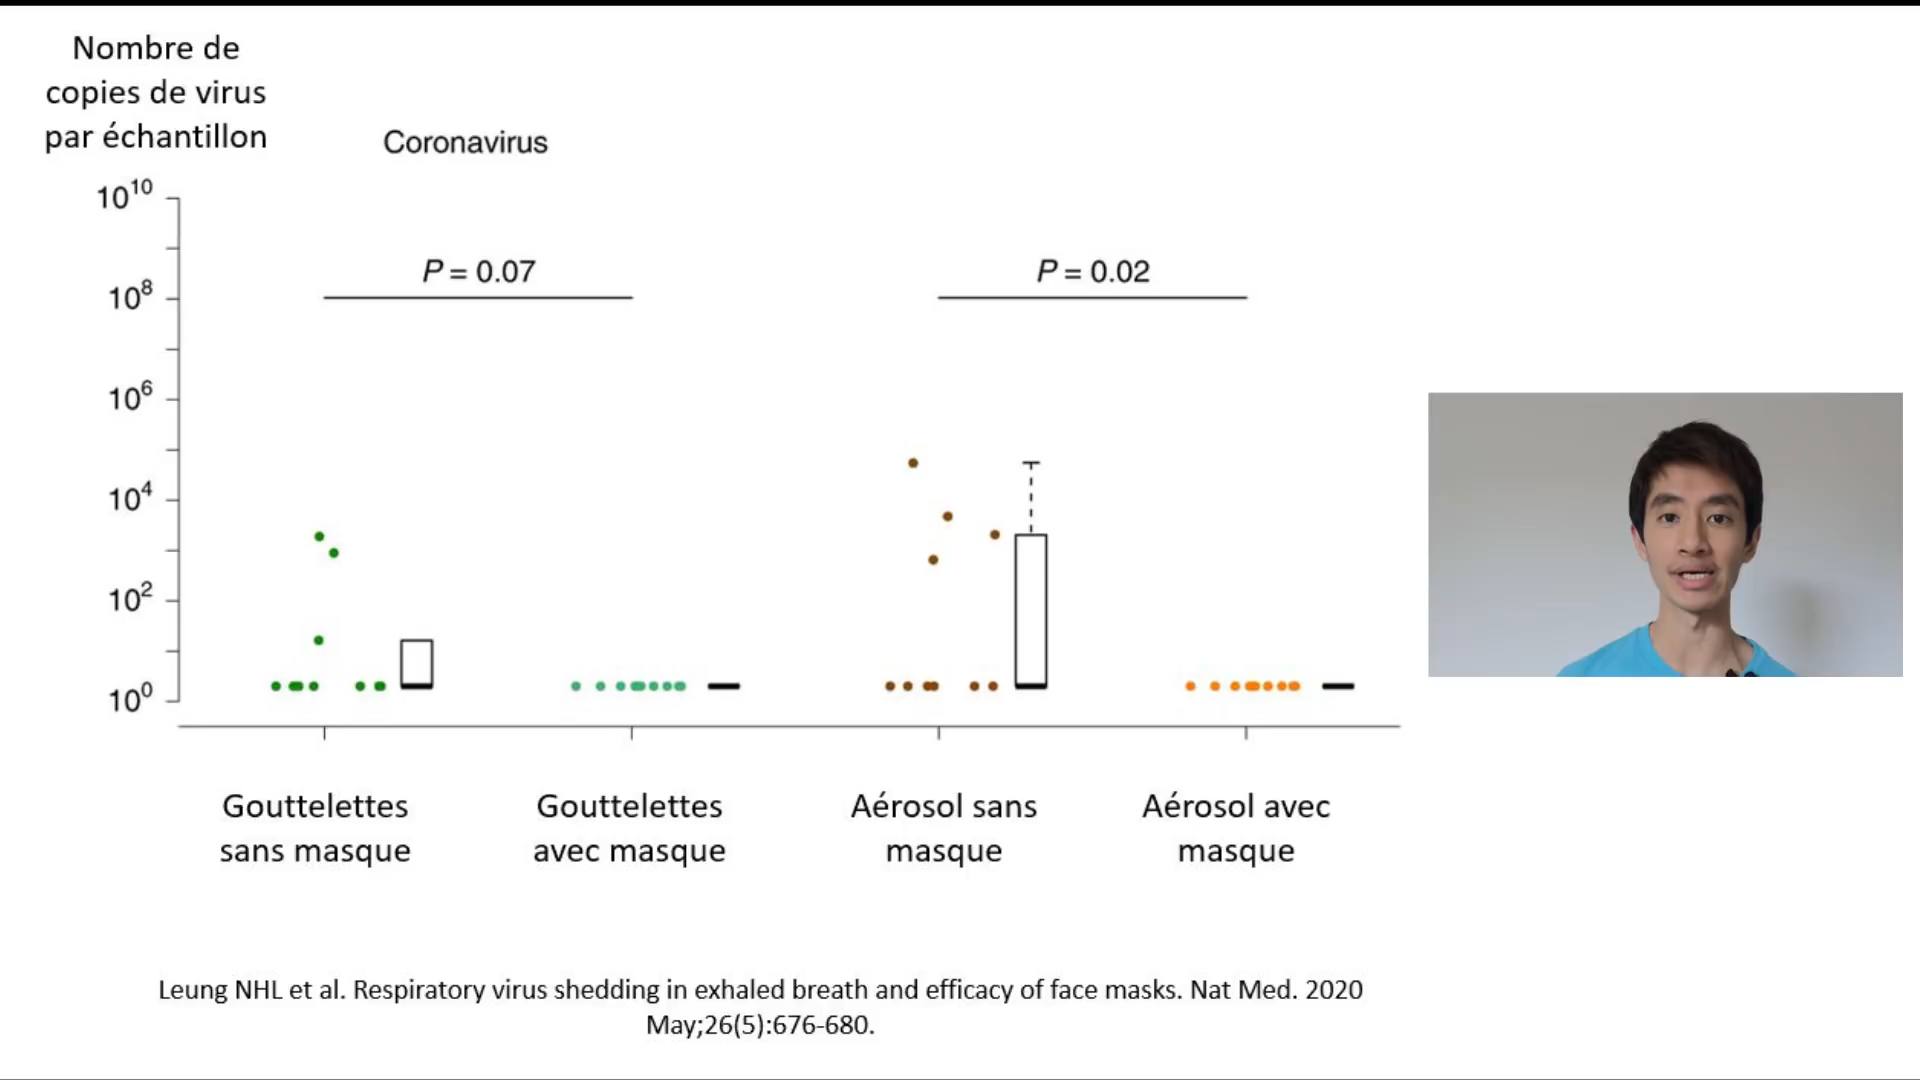 Nombre de
copies de virus
par échantillon
Coronavirus
10^10
P = 0.07
P = 0.02
10^8
10^6
10^4
10^2
10^0
Gouttelettes
sans masque
Gouttelettes
avec masque
Aérosol sans
masque
Aérosol avec
masque
Leung NHL et al. Respiratory virus shedding in exhaled breath and efficacy of face masks. Nat Med. 2020
May;26(5):676-680.